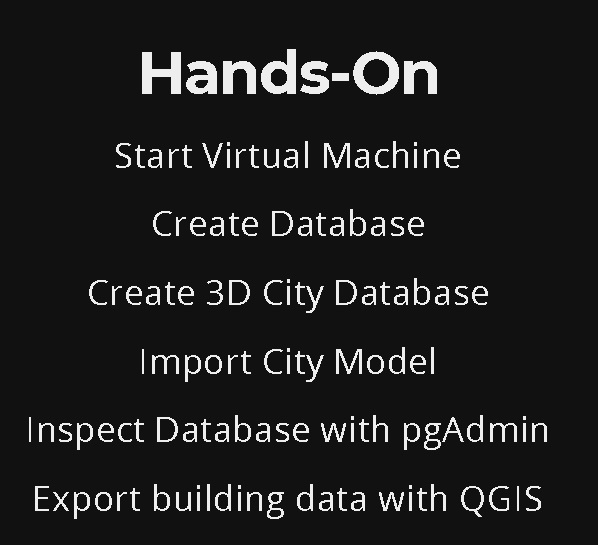 Hands-On
Start Virtual Machine
Create Database
Create 3D City Database
Import City Model
Inspect Database with pgAdmin
Export building data with QGIS